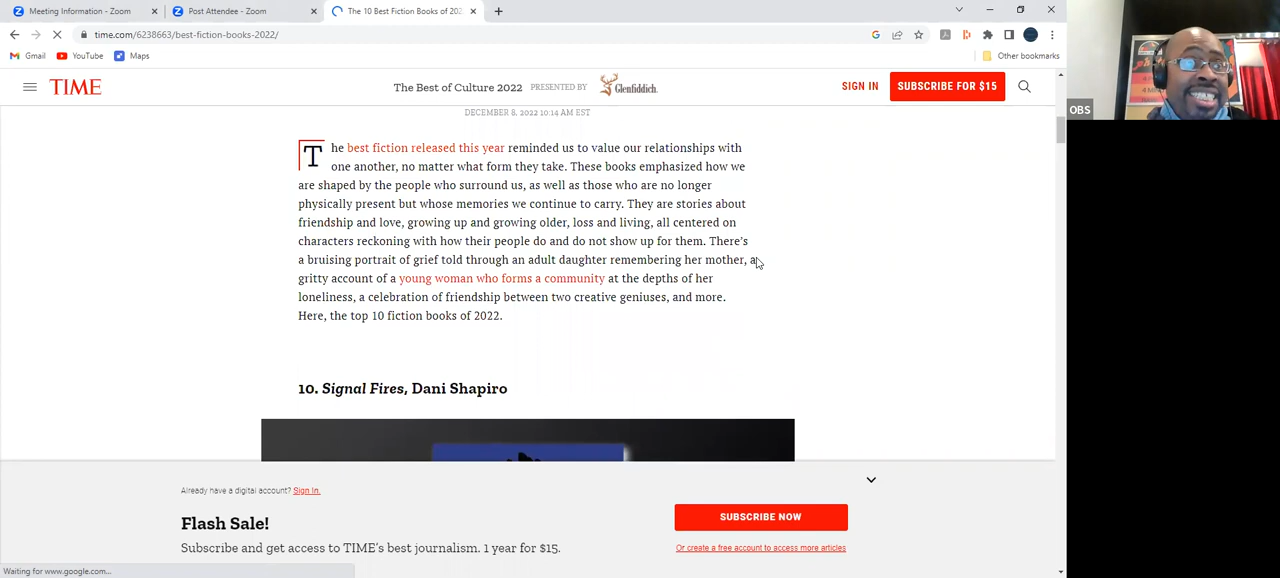 Meeting Information - Zoom
Post Attendee - Zoom
The 10 Best Fiction Books of 202
time.com/6238663/best-fiction-books-2022/
Gmail
YouTube
Maps
Other bookmarks
TIME
The Best of Culture 2022
PRESENTED BY
Glenfiddich.
SIGN IN
SUBSCRIBE FOR $15
OBS
DECEMBER 8, 2022 10:14 AM EST
The best fiction released this year reminded us to value our relationships with
one another, no matter what form they take. These books emphasized how we
are shaped by the people who surround us, as well as those who are no longer
physically present but whose memories we continue to carry. They are stories about
friendship and love, growing up and growing older, loss and living, all centered on
characters reckoning with how their people do and do not show up for them. There's
a bruising portrait of grief told through an adult daughter remembering her mother, a
gritty account of a young woman who forms a community at the depths of her
loneliness, a celebration of friendship between two creative geniuses, and more.
Here, the top 10 fiction books of 2022.
10. Signal Fires, Dani Shapiro
Already have a digital account? Sign In.
Flash Sale!
Subscribe and get access to TIME's best journalism. 1 year for $15.
SUBSCRIBE NOW
Or create a free account to access more articles
Waiting for www.google.com...